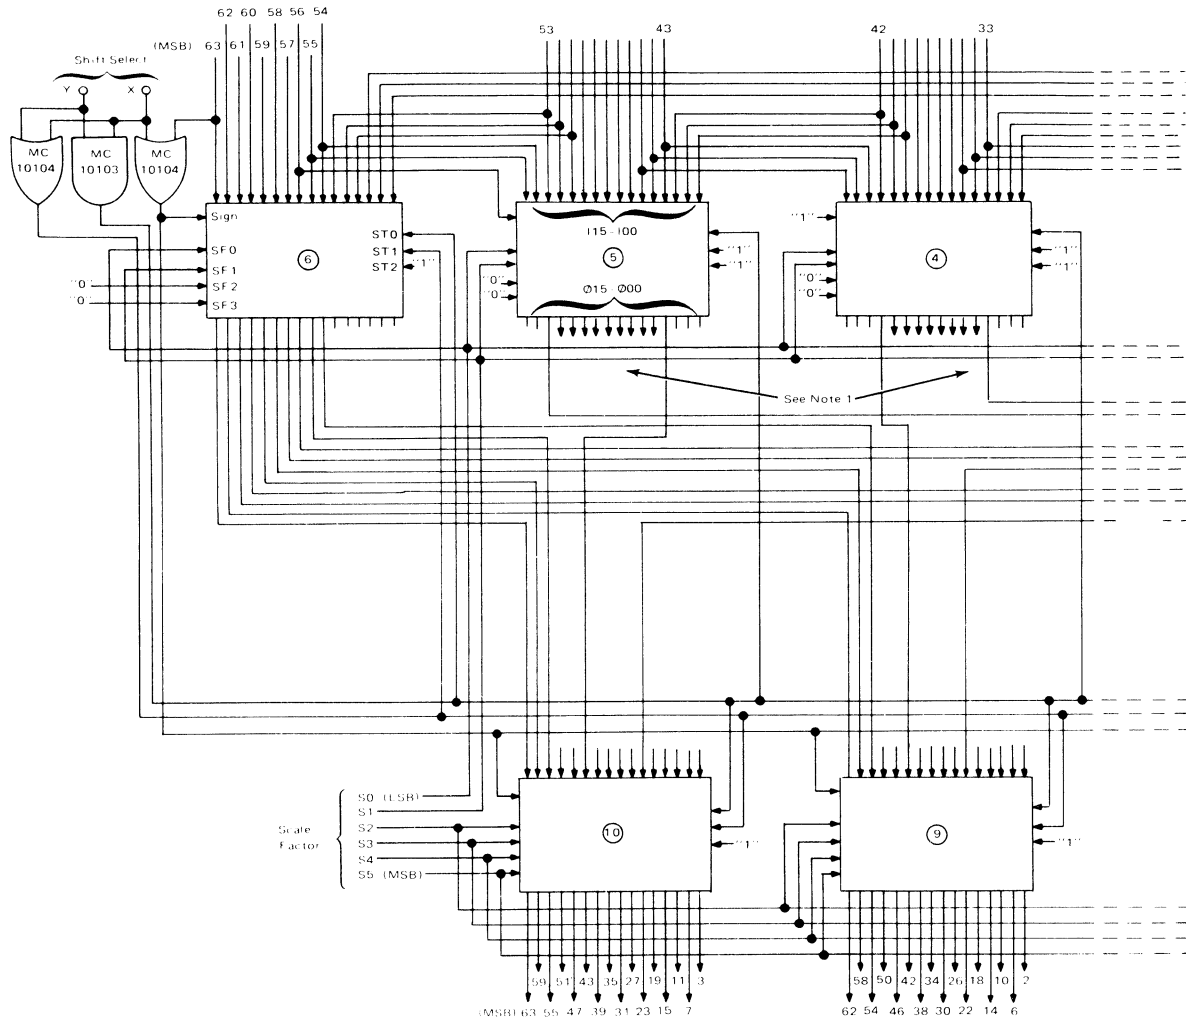 62 60 58 56 54
(MSB) 63 61 59 57 55
53 43
42 33
Shift Select
Y X
MC
10104
MC
10103
MC
10104
Sign
SF0
SF1
SF2
SF3
ST0
ST1
ST2
"1"
"0"
"0"
6
I15 - I00
5
Ø15 - Ø00
"1"
"1"
"0"
"0"
"1"
4
"1"
"1"
"0"
"0"
See Note 1
Scale
Factor
S0 (LSB)
S1
S2
S3
S4
S5 (MSB)
10
"1"
9
"1"
59 51 43 35 27 19 11 3
(MSB) 63 55 47 39 31 23 15 7
58 50 42 34 26 18 10 2
62 54 46 38 30 22 14 6